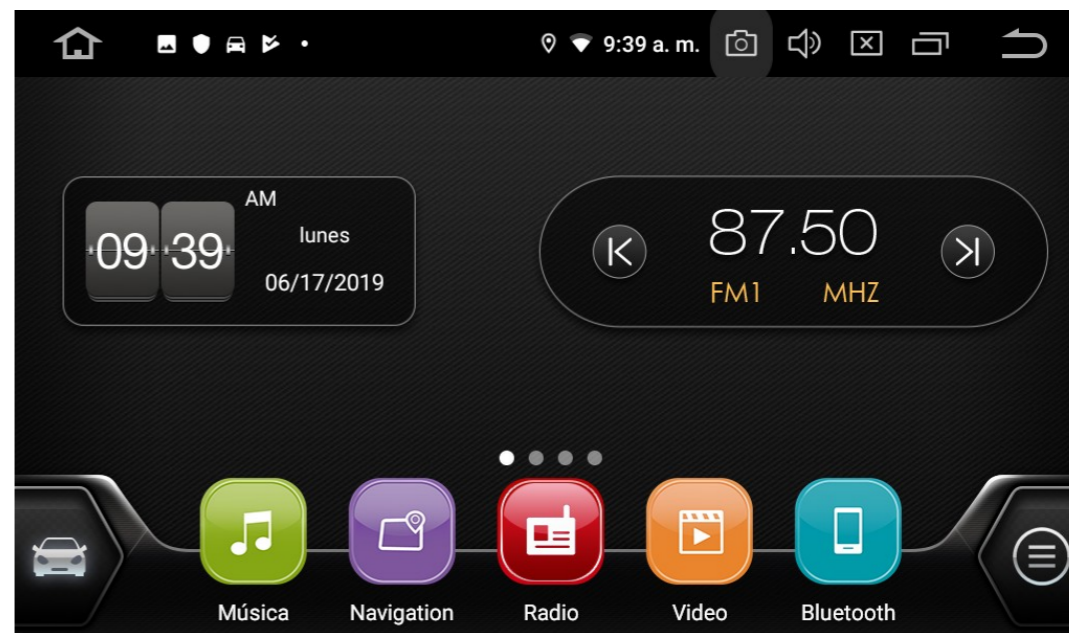 9:39 a. m.
09 39
AM
lunes
06/17/2019
87.50
FM1 MHZ
Música Navigation Radio Video Bluetooth